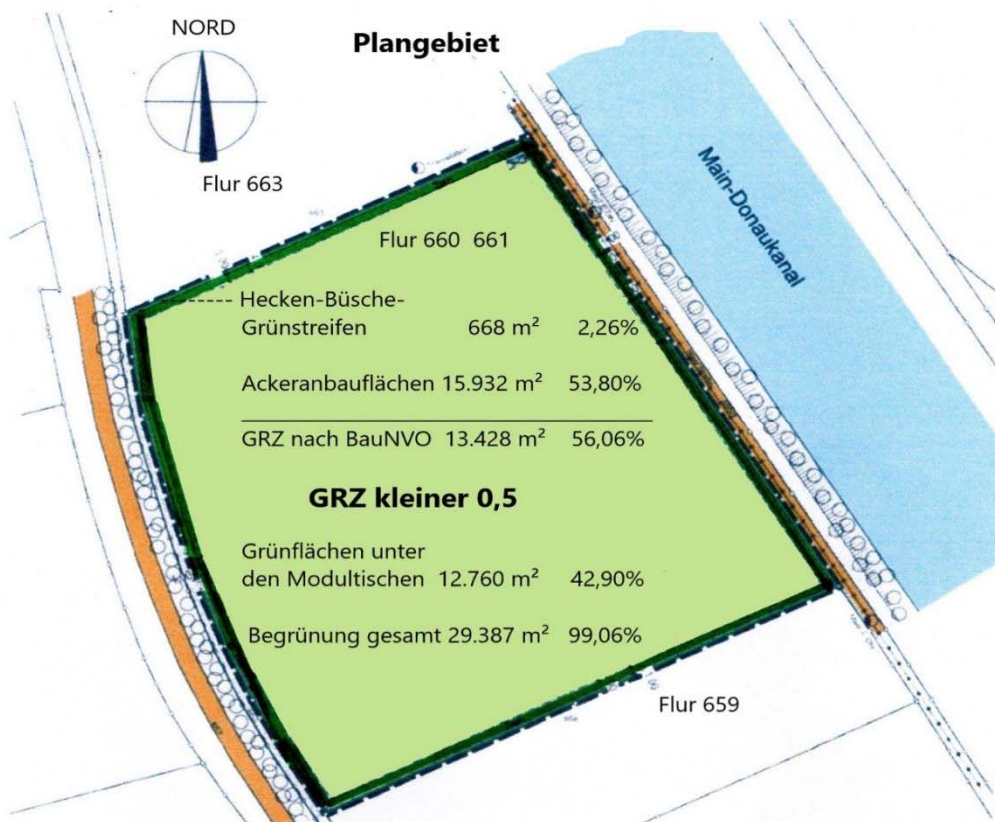 NORD
Plangebiet
Flur 663
Main-Donaukanal
Flur 660 661
Hecken-Büsche-
Grünstreifen 668 m² 2,26%
Ackeranbauflächen 15.932 m² 53,80%
GRZ nach BauNVO 13.428 m² 56,06%
GRZ kleiner 0,5
Grünflächen unter
den Modultischen 12.760 m² 42,90%
Begrünung gesamt 29.387 m² 99,06%
Flur 659